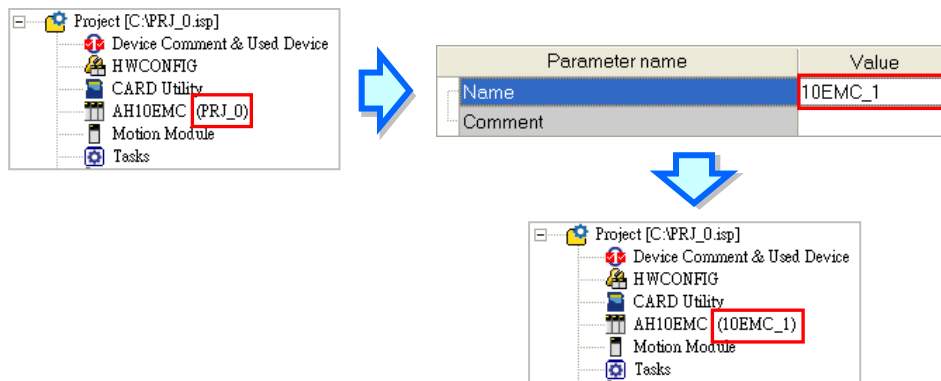 Project [C:\PRJ_0.isp]
Device Comment & Used Device
HWCONFIG
CARD Utility
AH10EMC (PRJ_0)
Motion Module
Tasks
Parameter name Value
Name 10EMC_1
Comment
Project [C:\PRJ_0.isp]
Device Comment & Used Device
HWCONFIG
CARD Utility
AH10EMC (10EMC_1)
Motion Module
Tasks